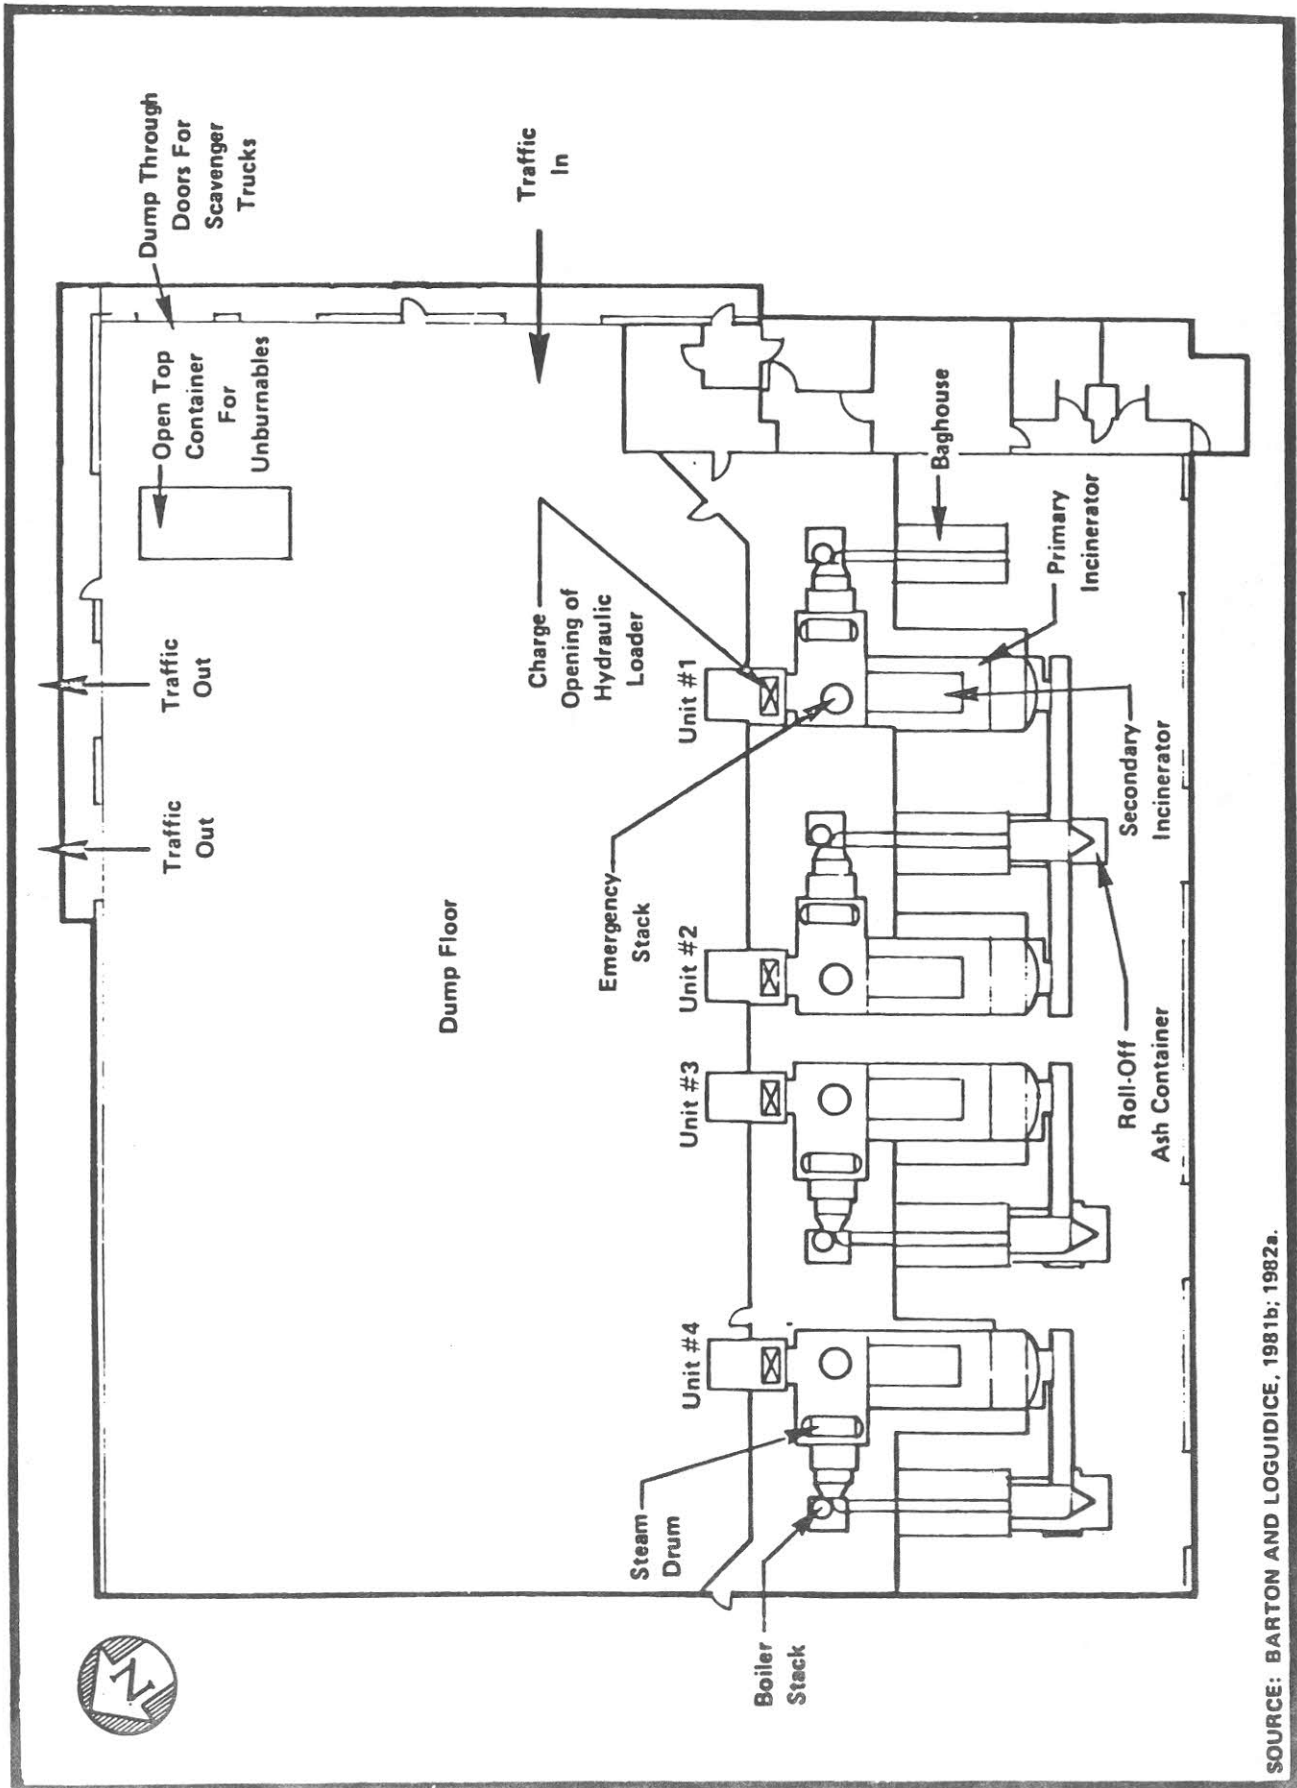 Dump Through
Doors For
Scavenger
Trucks
Open Top
Container
For
Unburnables
Traffic
In
Traffic
Out
Traffic
Out
Dump Floor
Charge
Opening of
Hydraulic
Loader
Emergency
Stack
Steam
Drum
Boiler
Stack
Unit #4
Unit #3
Unit #2
Unit #1
Baghouse
Primary
Incinerator
Secondary
Incinerator
Roll-Off
Ash Container
N
SOURCE: BARTON AND LOGUIDICE, 1981b; 1982a.